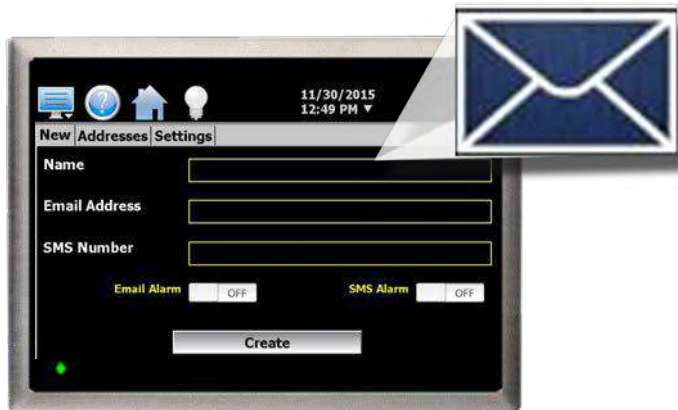 ?
11/30/2015
12:49 PM ▼
New Addresses Settings
Name
Email Address
SMS Number
Email Alarm OFF SMS Alarm OFF
Create